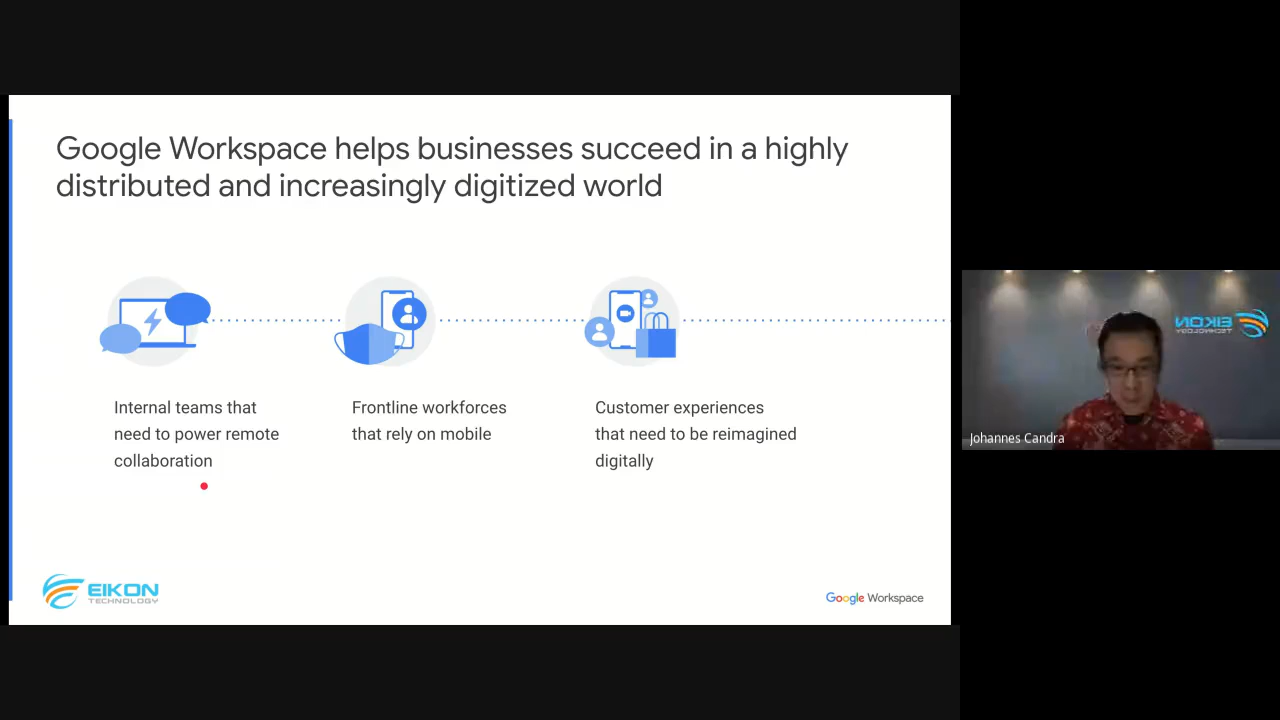 Google Workspace helps businesses succeed in a highly
distributed and increasingly digitized world
Internal teams that
need to power remote
collaboration
Frontline workforces
that rely on mobile
Customer experiences
that need to be reimagined
digitally
EIKON
TECHNOLOGY
Google Workspace
EIKON
TECHNOLOGY
Johannes Candra